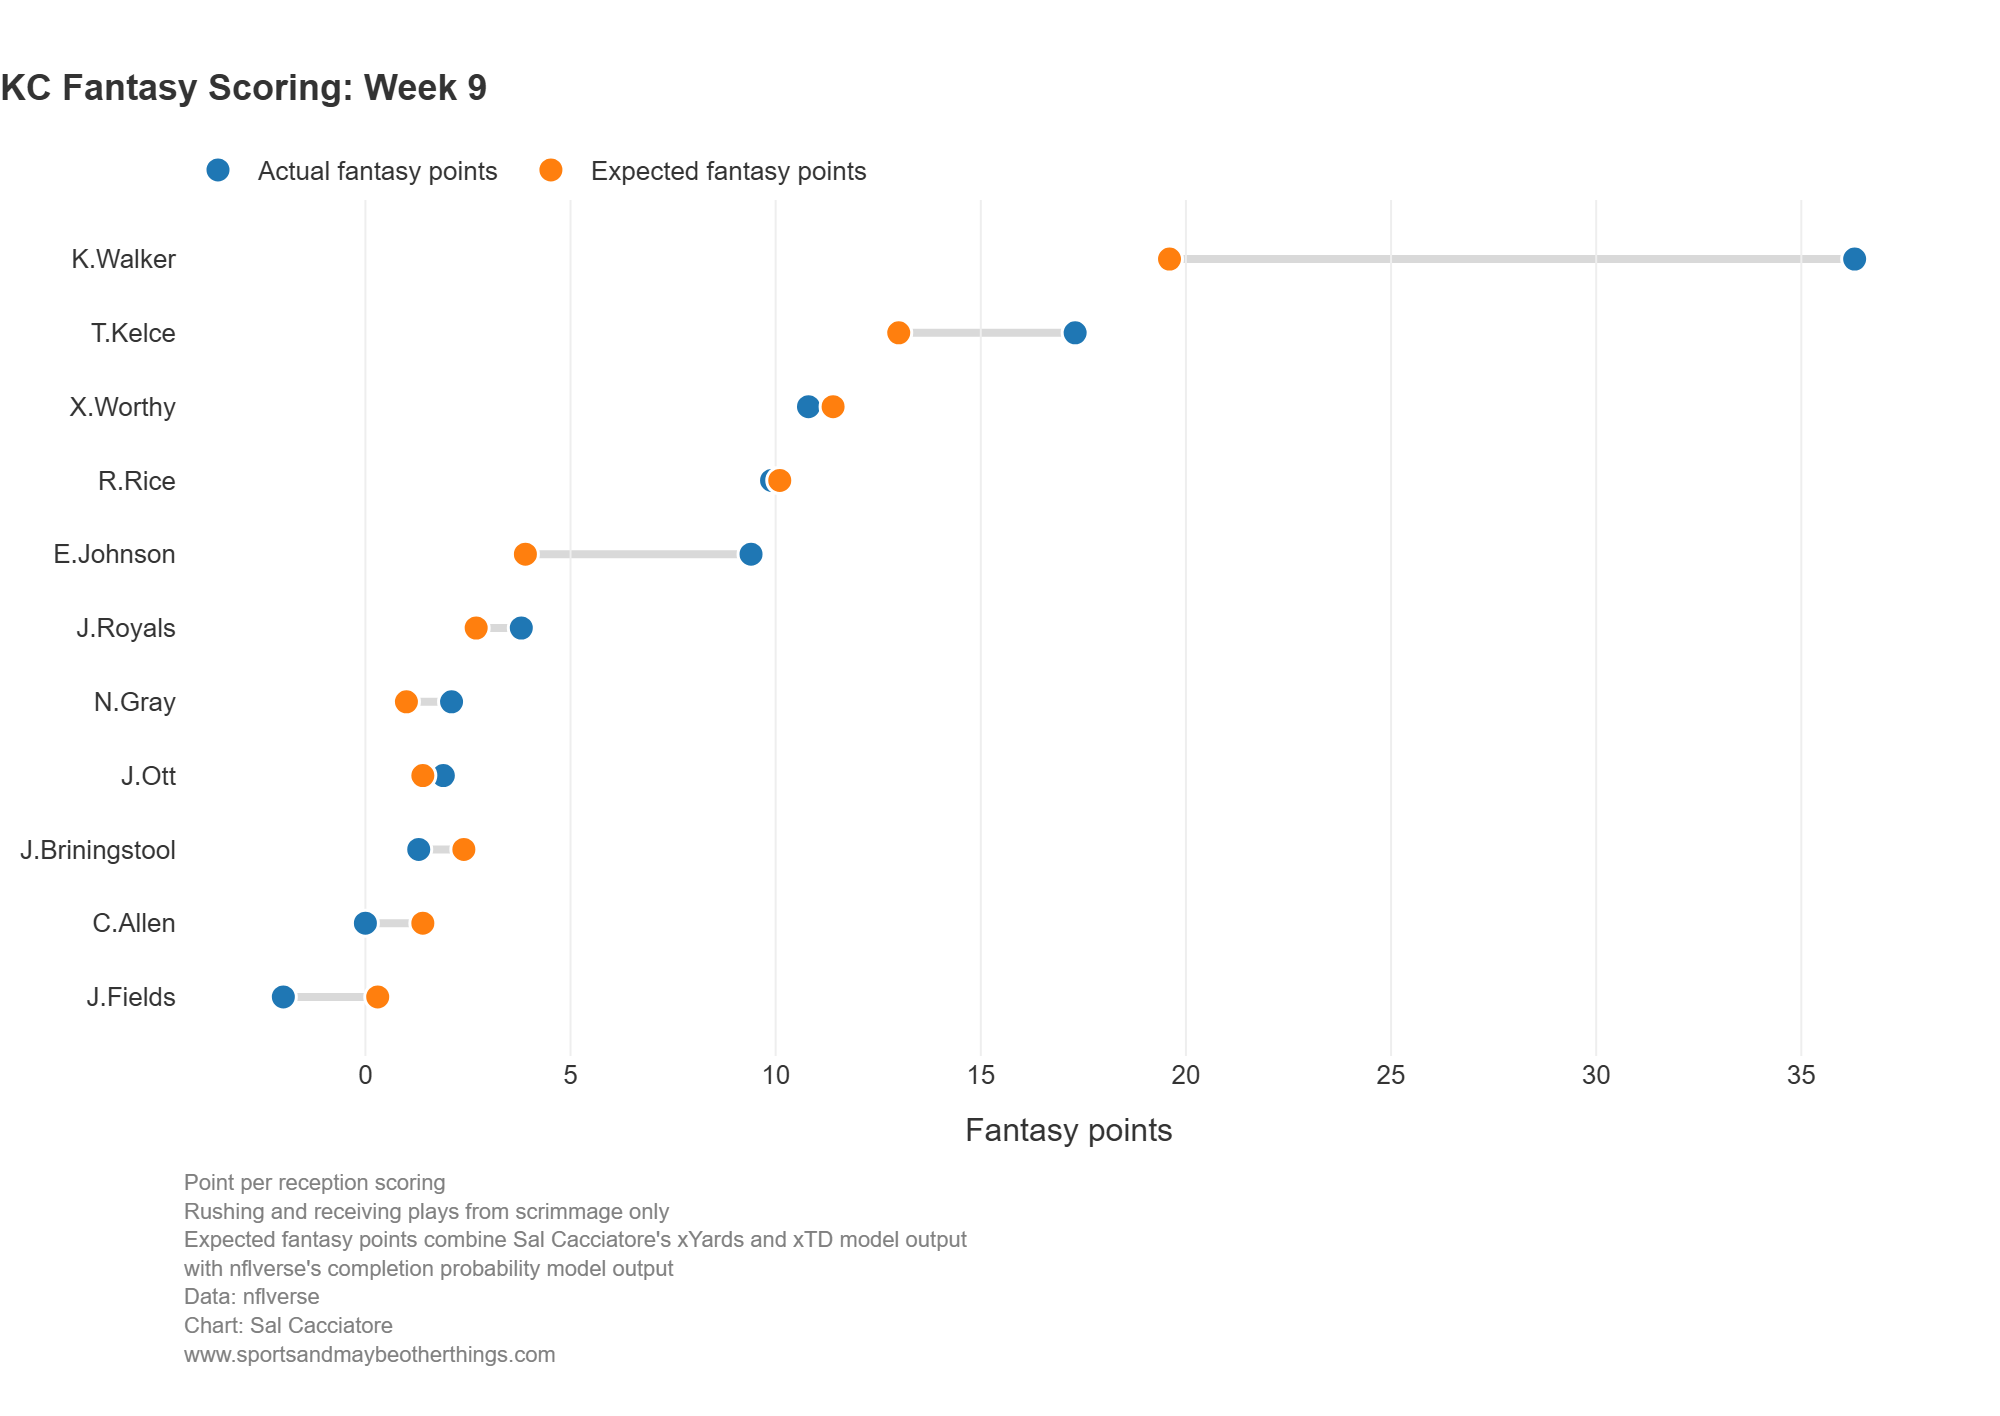 KC Fantasy Scoring: Week 9
Actual fantasy points
Expected fantasy points
K.Walker
T.Kelce
X.Worthy
R.Rice
E.Johnson
J.Royals
N.Gray
J.Ott
J.Briningstool
C.Allen
J.Fields
0 5 10 15 20 25 30 35
Fantasy points
Point per reception scoring
Rushing and receiving plays from scrimmage only
Expected fantasy points combine Sal Cacciatore's xYards and xTD model output
with nflverse's completion probability model output
Data: nflverse
Chart: Sal Cacciatore
www.sportsandmaybeotherthings.com